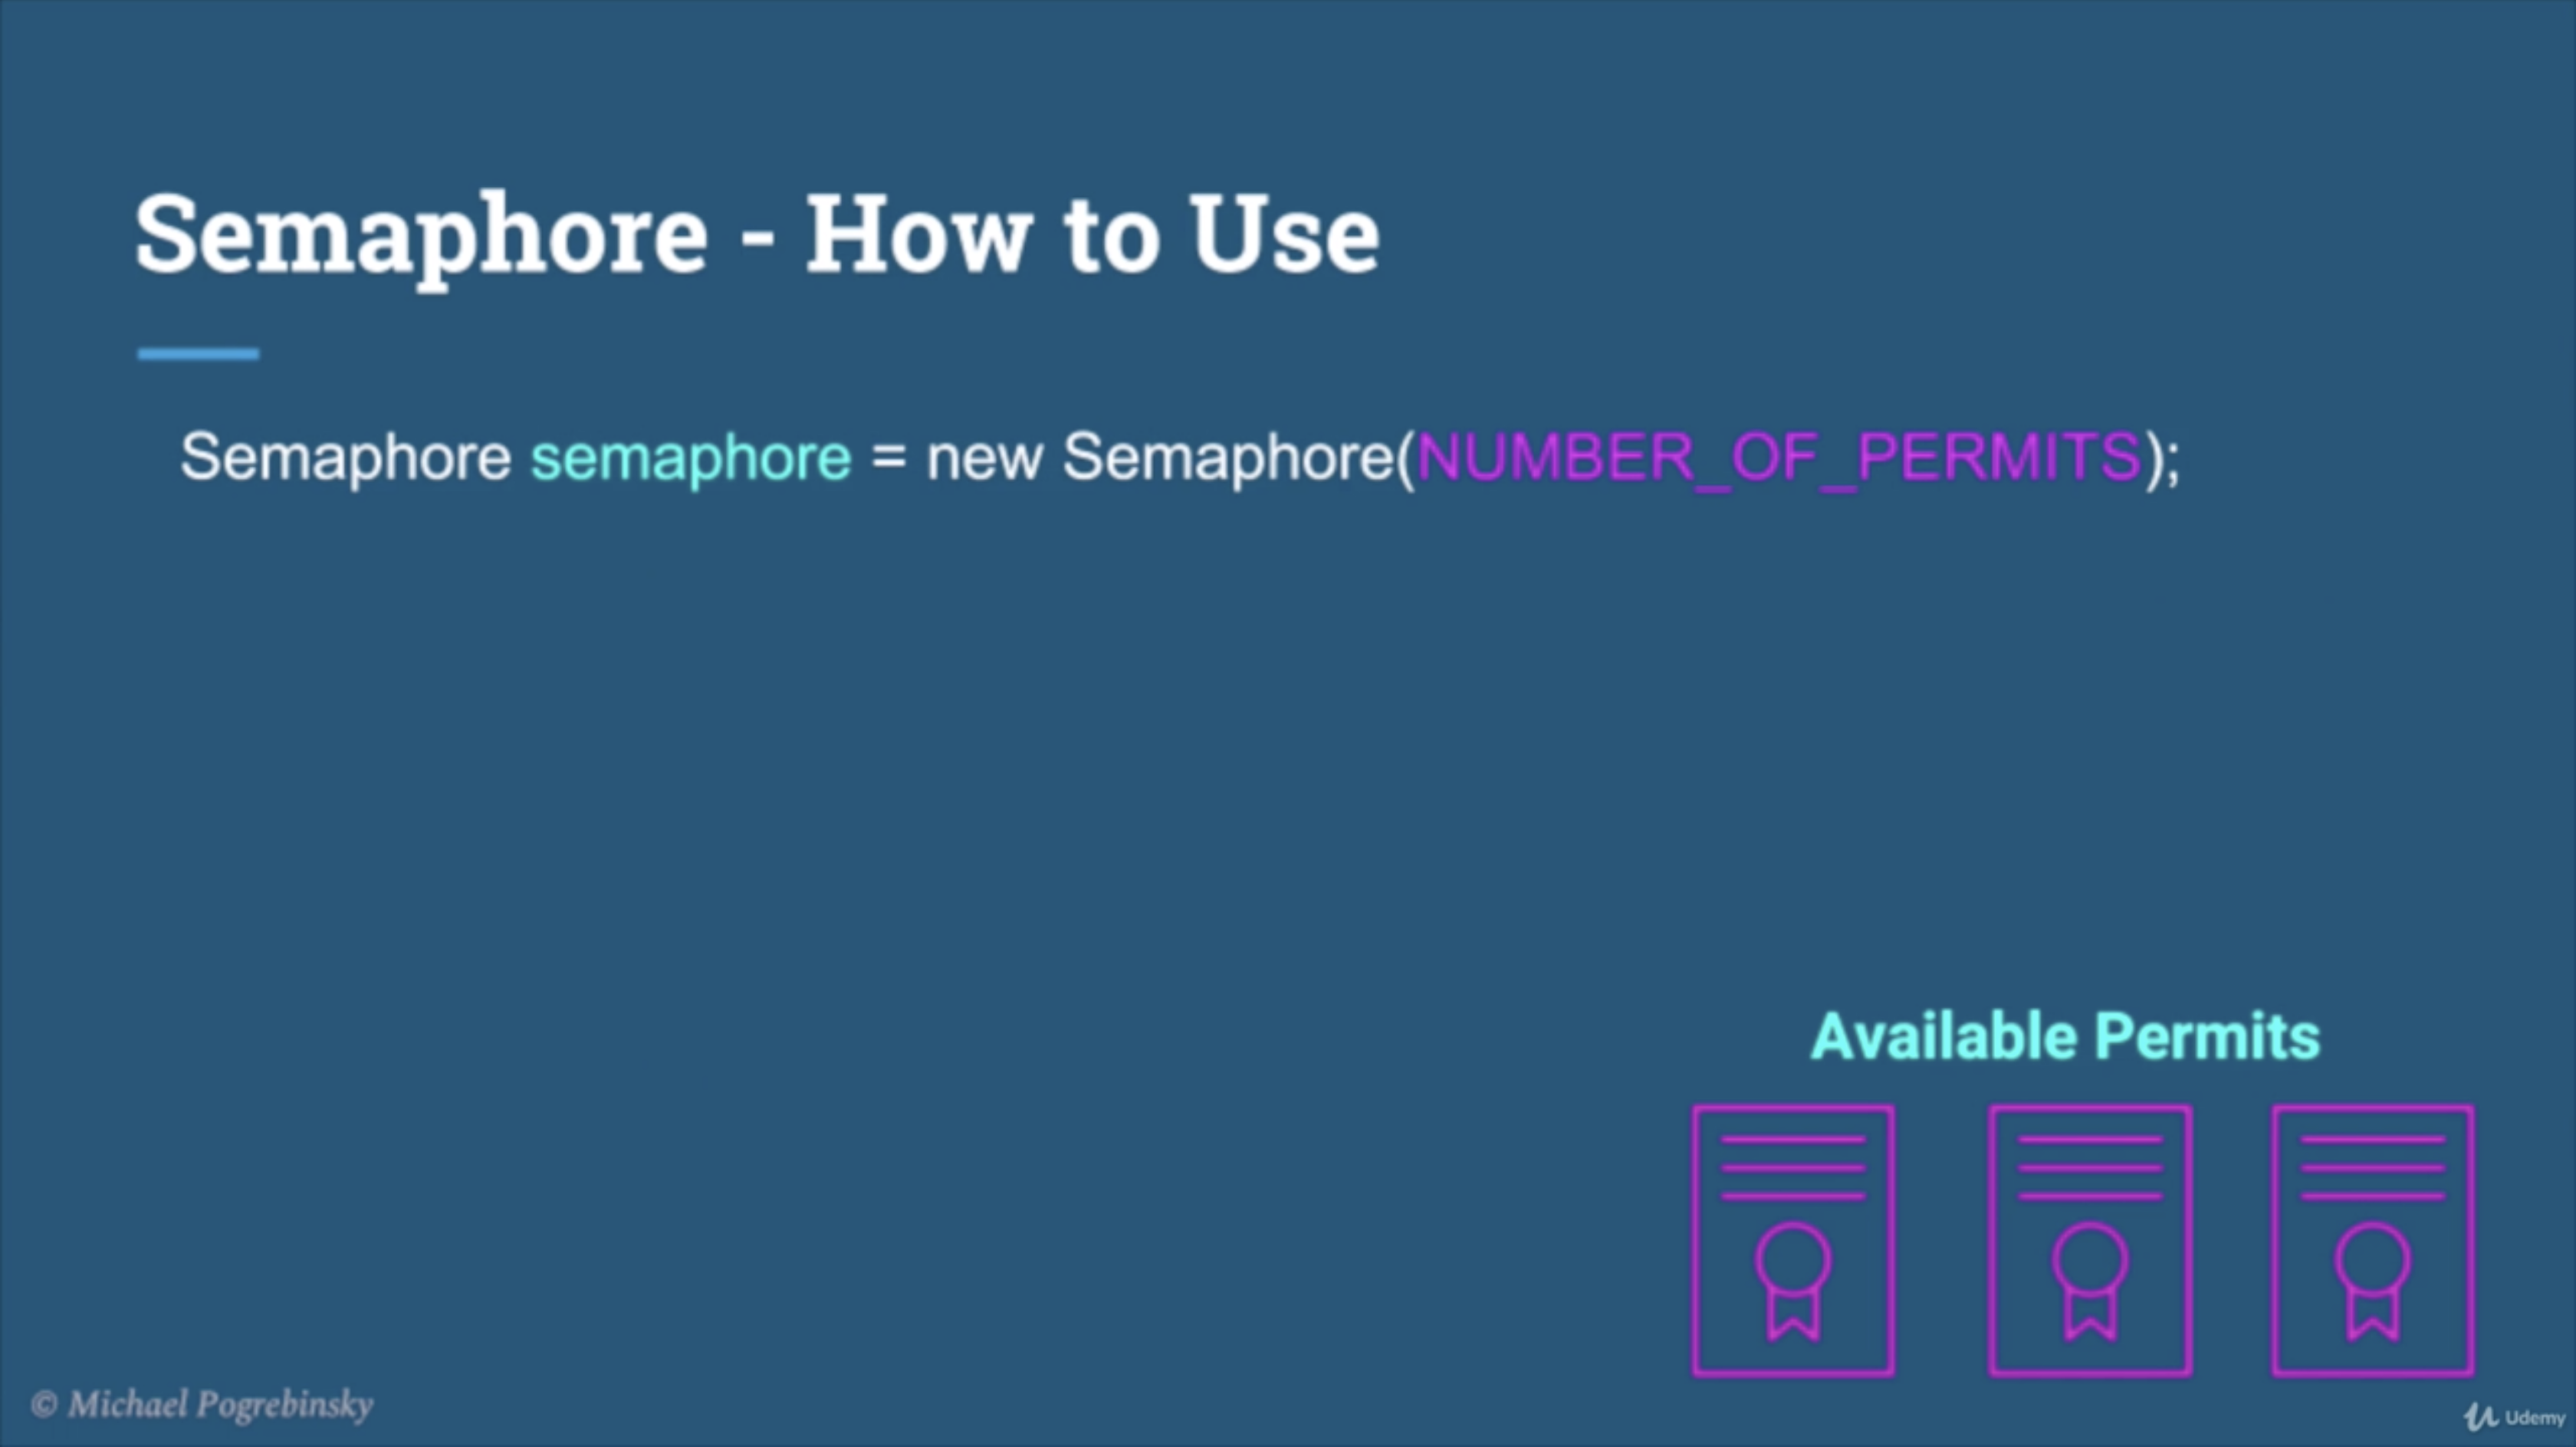 Semaphore - How to Use
Semaphore semaphore = new Semaphore(NUMBER_OF_PERMITS);
Available Permits
© Michael Pogrebinsky
Udemy